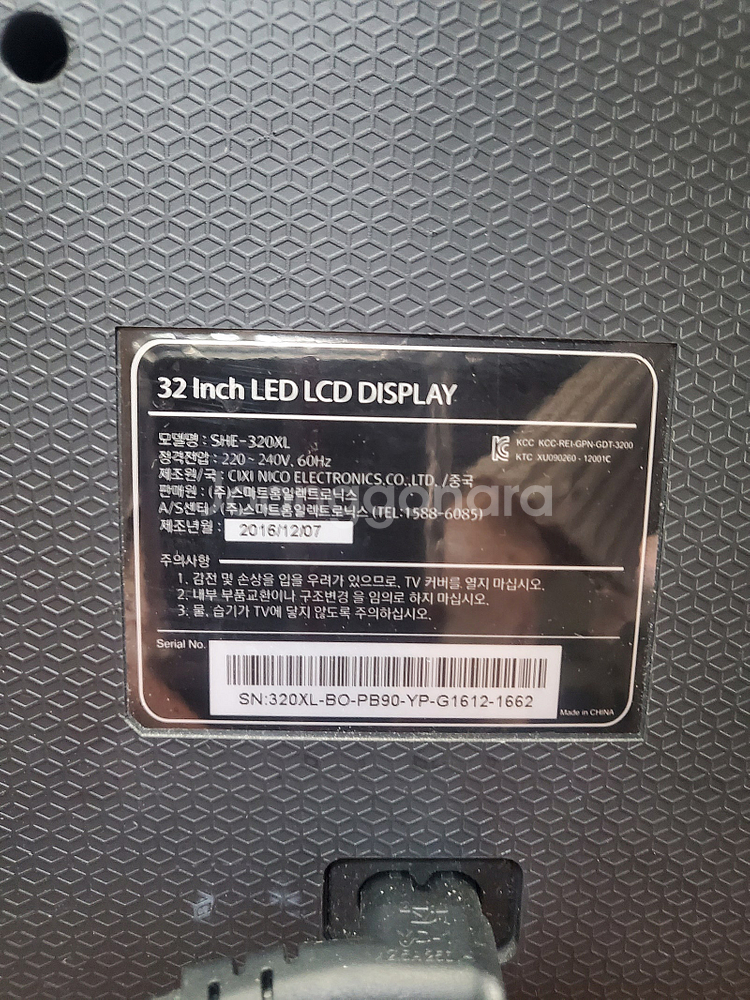 32 Inch LED LCD DISPLAY
모델명 : SHE-320XL
정격전압 : 220 ~ 240V, 60Hz
제조원/국 : CIXI NICO ELECTRONICS,CO.,LTD. /중국
판매원 : (주)스마트홈일렉트로닉스
A/S센터 : (주)스마트홈일렉트로닉스 (TEL:1588-6085)
제조년월 : 2016/12/07
KCC KCC-REI-GPN-GDT-3200
KTC XU090260 - 12001C
주의사항
1. 감전 및 손상을 입을 우려가 있으므로, TV 커버를 열지 마십시오.
2. 내부 부품교환이나 구조변경 을 임의로 하지 마십시오.
3. 물, 습기가 TV에 닿지 않도록 주의하십시오.
Serial No.
SN:320XL-BO-PB90-YP-G1612-1662
Made in CHINA